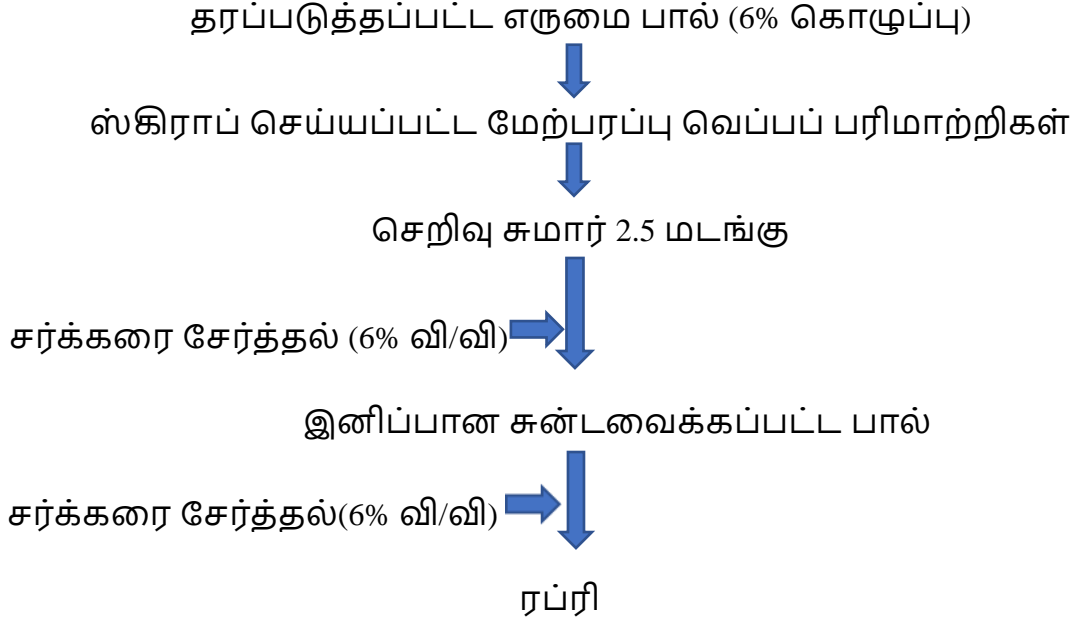 தரப்படுத்தப்பட்ட எருமை பால் (6% கொழுப்பு)
ஸ்கிராப் செய்யப்பட்ட மேற்பரப்பு வெப்பப் பரிமாற்றிகள்
செறிவு சுமார் 2.5 மடங்கு
சர்க்கரை சேர்த்தல் (6% வி/வி)
இனிப்பான சுன்டவைக்கப்பட்ட பால்
சர்க்கரை சேர்த்தல்(6% வி/வி)
ரப்ரி